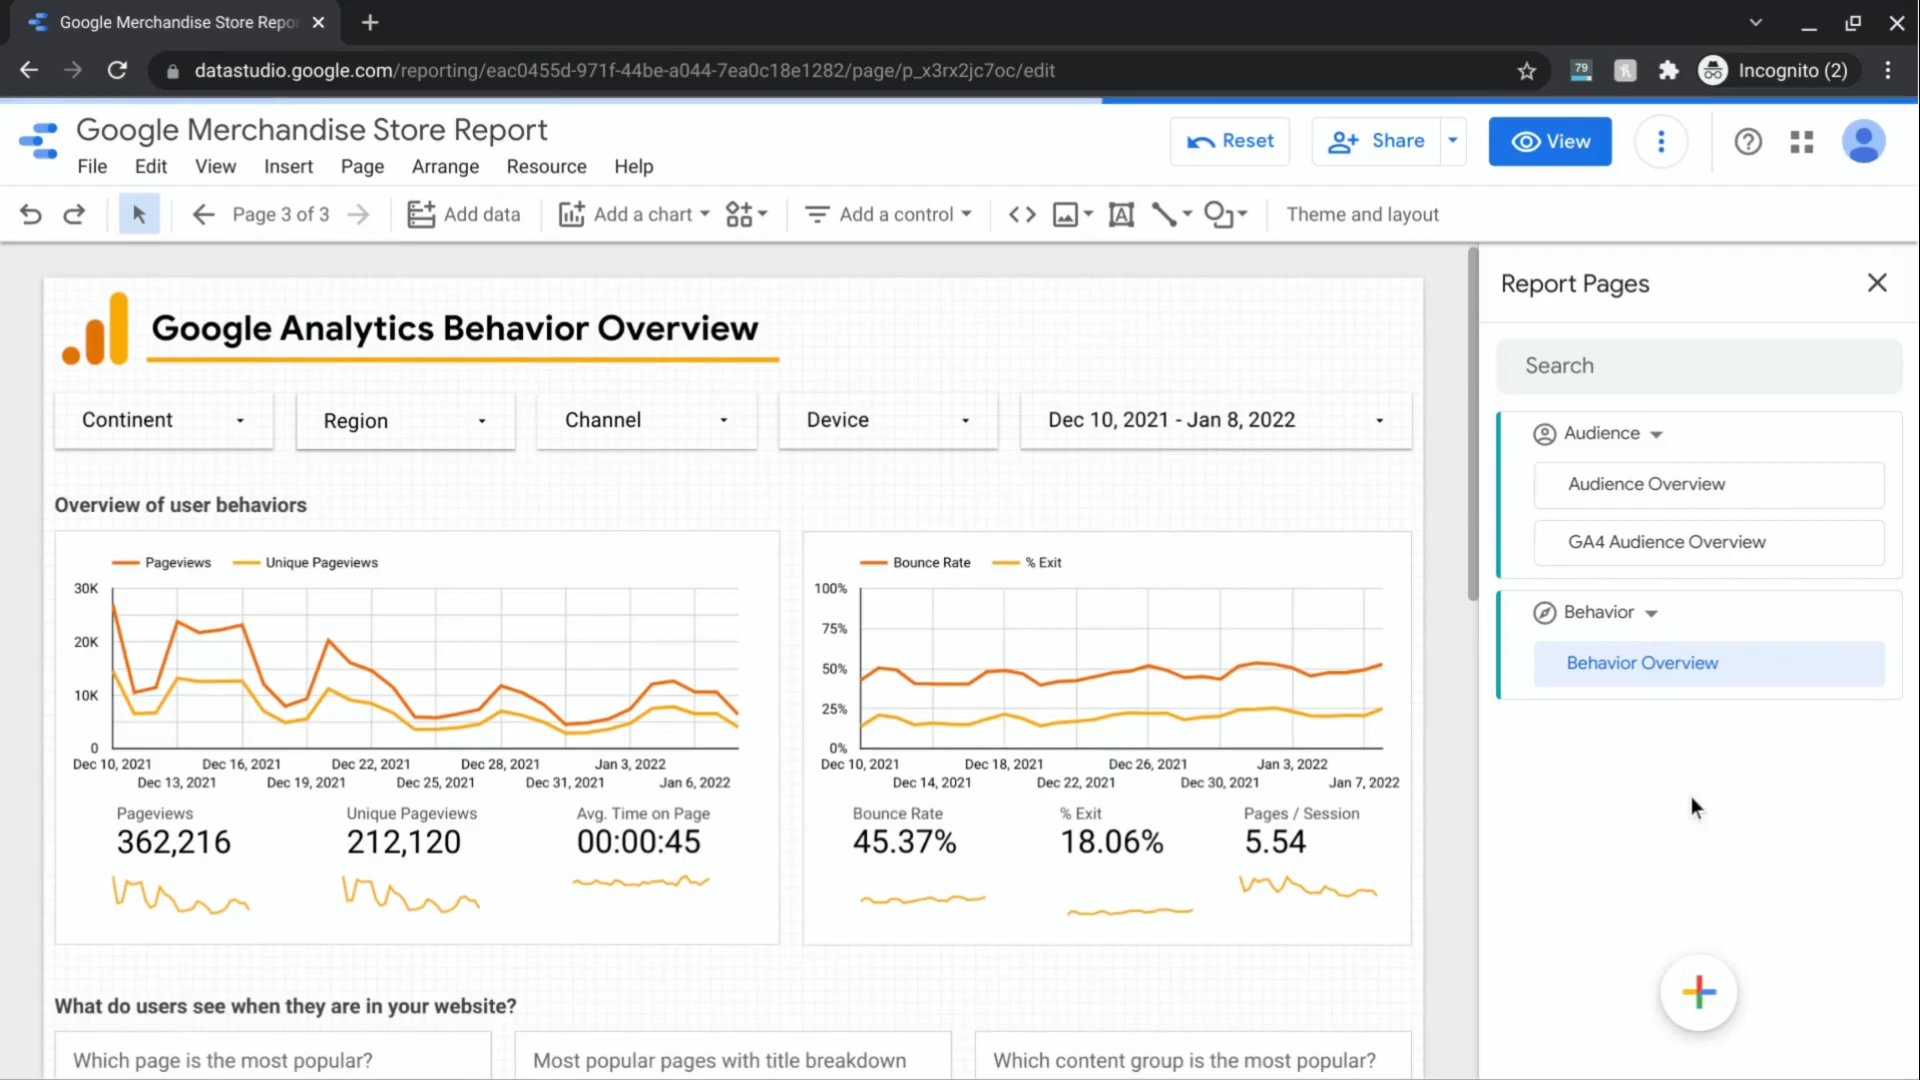 Google Merchandise Store Repo
datastudio.google.com/reporting/eac0455d-971f-44be-a044-7ea0c18e1282/page/p_x3rx2jc7oc/edit
79
Incognito (2)
Google Merchandise Store Report
Reset
Share
View
File Edit View Insert Page Arrange Resource Help
Page 3 of 3
Add data
Add a chart
Add a control
Theme and layout
Google Analytics Behavior Overview
Continent
Region
Channel
Device
Dec 10, 2021 - Jan 8, 2022
Overview of user behaviors
Pageviews Unique Pageviews
30K
20K
10K
0
Dec 10, 2021 Dec 16, 2021 Dec 22, 2021 Dec 28, 2021 Jan 3, 2022
Dec 13, 2021 Dec 19, 2021 Dec 25, 2021 Dec 31, 2021 Jan 6, 2022
Pageviews Unique Pageviews Avg. Time on Page
362,216 212,120 00:00:45
Bounce Rate % Exit
100%
75%
50%
25%
0%
Dec 10, 2021 Dec 18, 2021 Dec 26, 2021 Jan 3, 2022
Dec 14, 2021 Dec 22, 2021 Dec 30, 2021 Jan 7, 2022
Bounce Rate % Exit Pages / Session
45.37% 18.06% 5.54
What do users see when they are in your website?
Which page is the most popular?
Most popular pages with title breakdown
Which content group is the most popular?
Report Pages
Search
Audience
Audience Overview
GA4 Audience Overview
Behavior
Behavior Overview